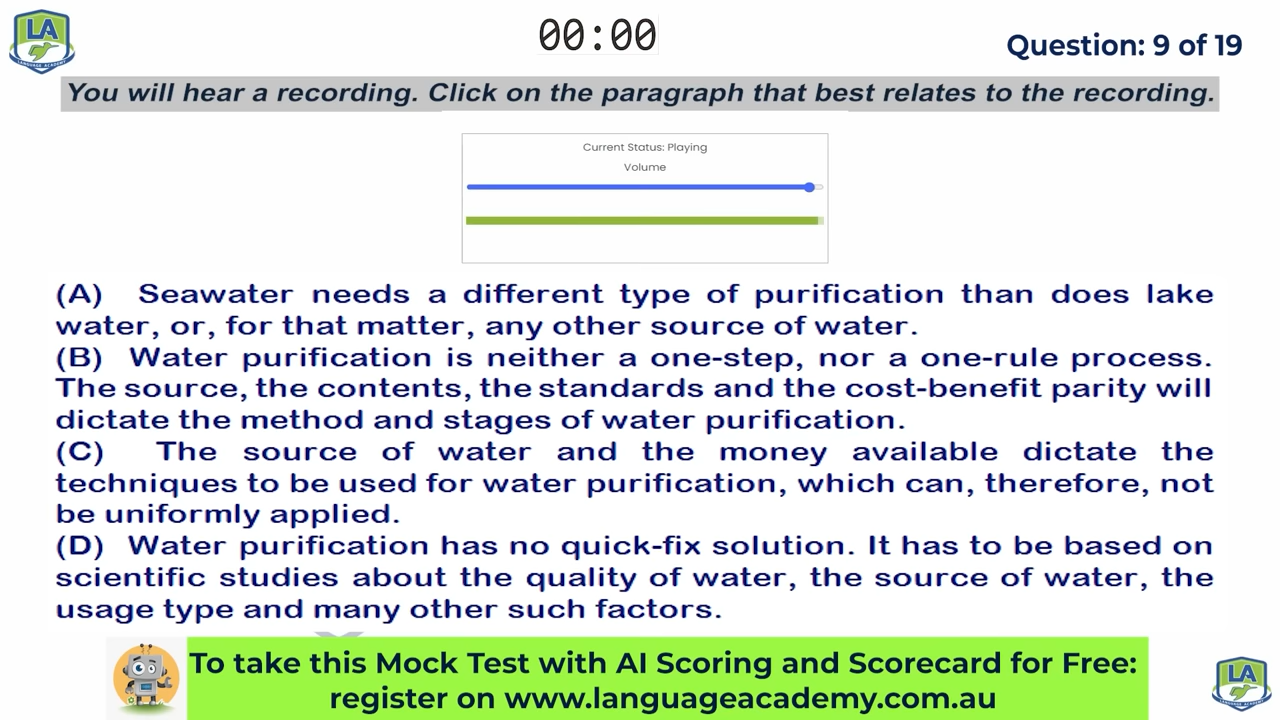 LA
LANGUAGE ACADEMY
00:00
Question: 9 of 19
You will hear a recording. Click on the paragraph that best relates to the recording.
Current Status: Playing
Volume
(A) Seawater needs a different type of purification than does lake
water, or, for that matter, any other source of water.
(B) Water purification is neither a one-step, nor a one-rule process.
The source, the contents, the standards and the cost-benefit parity will
dictate the method and stages of water purification.
(C) The source of water and the money available dictate the
techniques to be used for water purification, which can, therefore, not
be uniformly applied.
(D) Water purification has no quick-fix solution. It has to be based on
scientific studies about the quality of water, the source of water, the
usage type and many other such factors.
To take this Mock Test with AI Scoring and Scorecard for Free:
register on www.languageacademy.com.au
LA